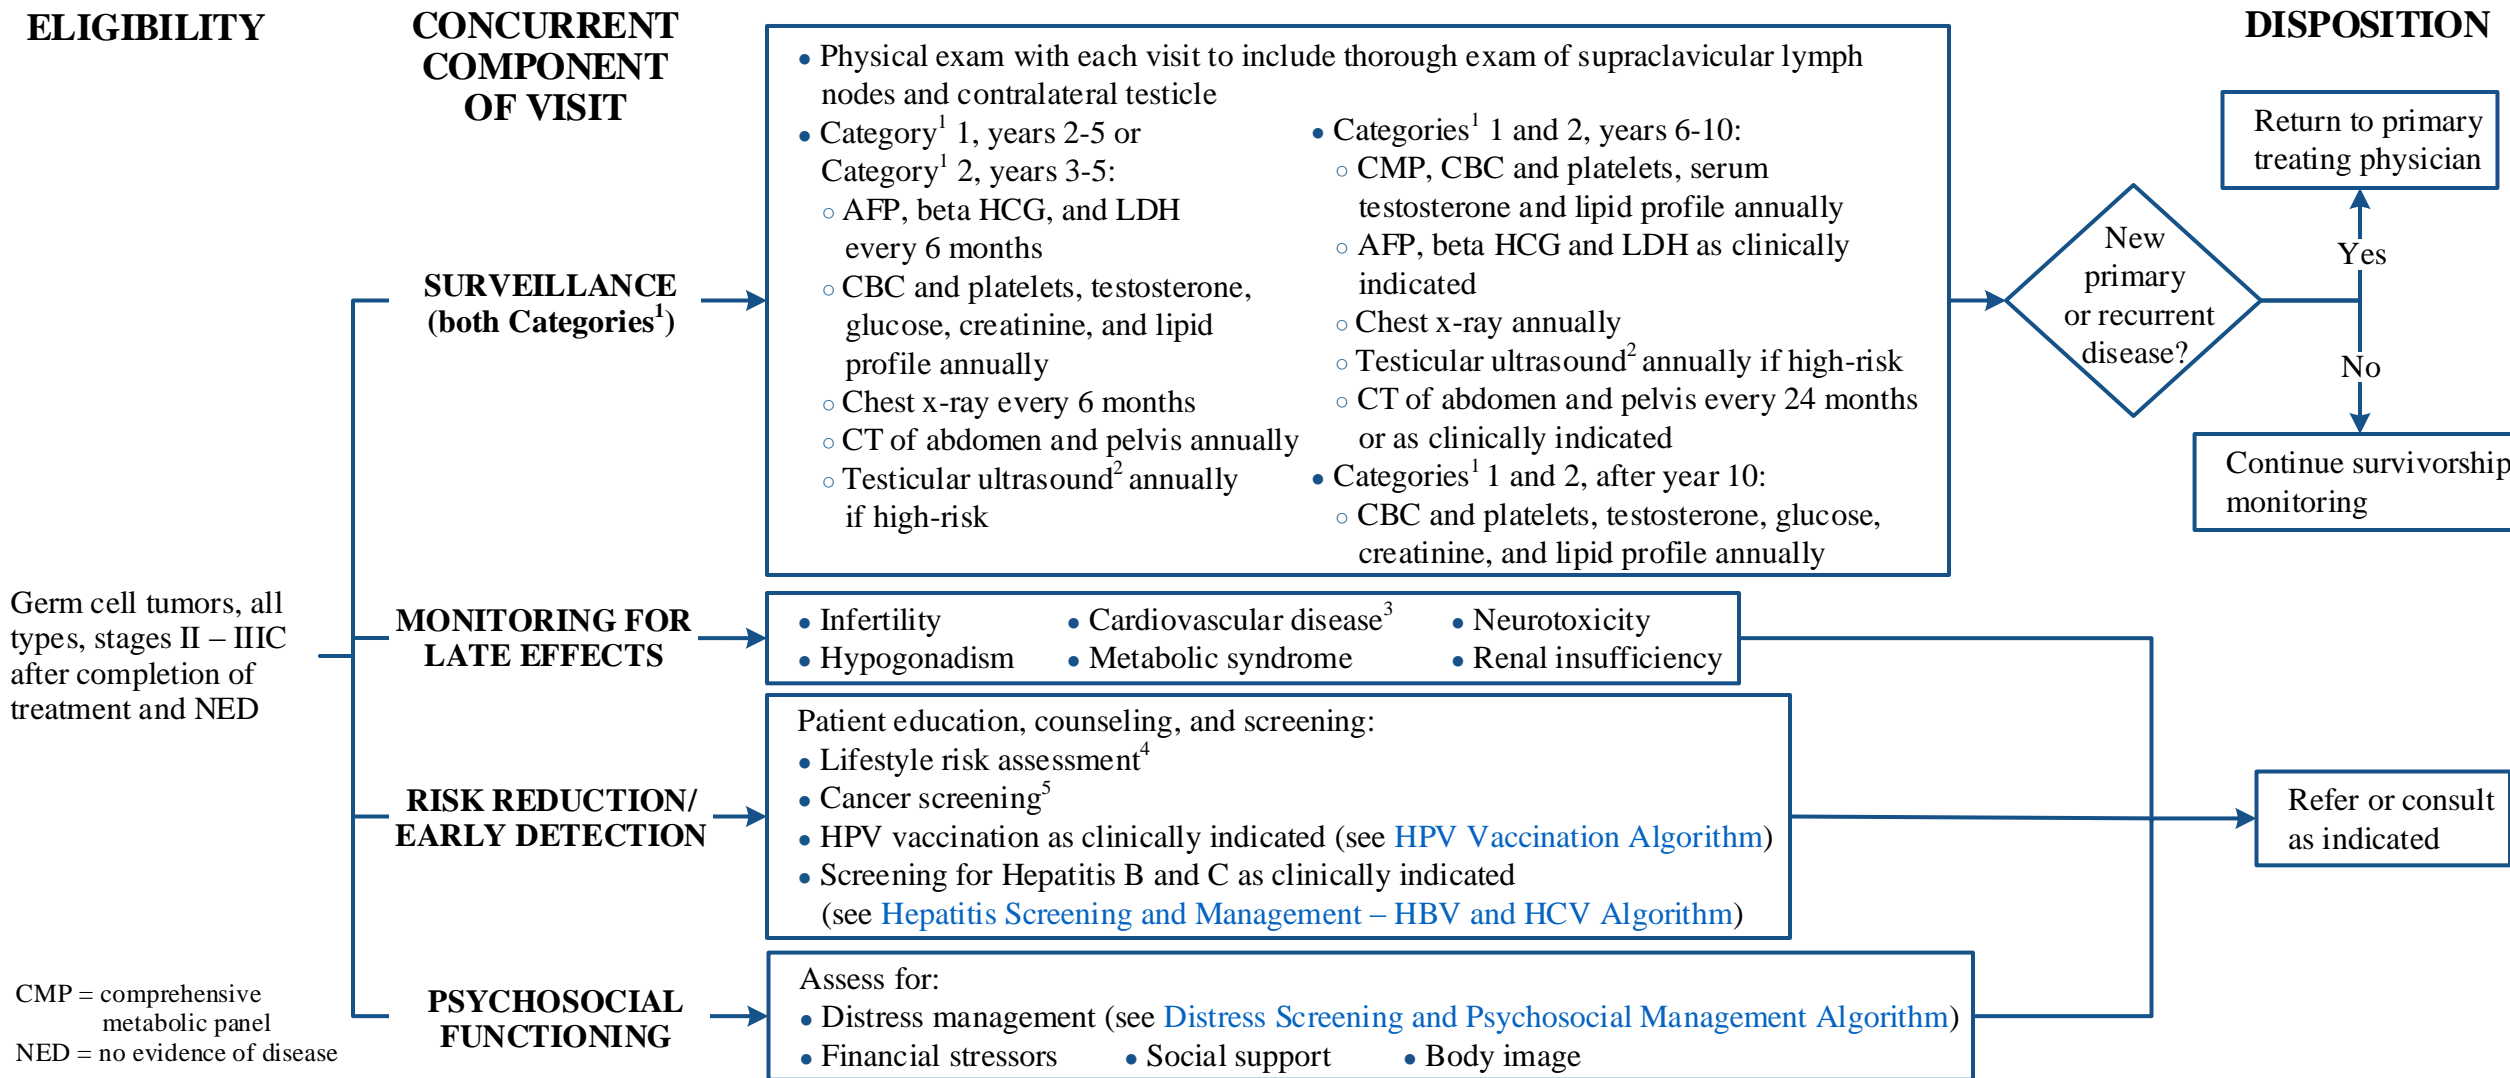 ELIGIBILITY
CONCURRENT
COMPONENT
OF VISIT
DISPOSITION
Germ cell tumors, all
types, stages II – IIIC
after completion of
treatment and NED
SURVEILLANCE
(both Categories¹)
• Physical exam with each visit to include thorough exam of supraclavicular lymph
nodes and contralateral testicle
• Category¹ 1, years 2-5 or
Category¹ 2, years 3-5:
○ AFP, beta HCG, and LDH
every 6 months
○ CBC and platelets, testosterone,
glucose, creatinine, and lipid
profile annually
○ Chest x-ray every 6 months
○ CT of abdomen and pelvis annually
○ Testicular ultrasound² annually
if high-risk
• Categories¹ 1 and 2, years 6-10:
○ CMP, CBC and platelets, serum
testosterone and lipid profile annually
○ AFP, beta HCG and LDH as clinically
indicated
○ Chest x-ray annually
○ Testicular ultrasound² annually if high-risk
○ CT of abdomen and pelvis every 24 months
or as clinically indicated
• Categories¹ 1 and 2, after year 10:
○ CBC and platelets, testosterone, glucose,
creatinine, and lipid profile annually
New
primary
or recurrent
disease?
Yes
Return to primary
treating physician
No
Continue survivorship
monitoring
MONITORING FOR
LATE EFFECTS
• Infertility • Cardiovascular disease³ • Neurotoxicity
• Hypogonadism • Metabolic syndrome • Renal insufficiency
RISK REDUCTION/
EARLY DETECTION
Patient education, counseling, and screening:
• Lifestyle risk assessment⁴
• Cancer screening⁵
• HPV vaccination as clinically indicated (see HPV Vaccination Algorithm)
• Screening for Hepatitis B and C as clinically indicated
(see Hepatitis Screening and Management – HBV and HCV Algorithm)
Refer or consult
as indicated
PSYCHOSOCIAL
FUNCTIONING
Assess for:
• Distress management (see Distress Screening and Psychosocial Management Algorithm)
• Financial stressors • Social support • Body image
CMP = comprehensive
metabolic panel
NED = no evidence of disease